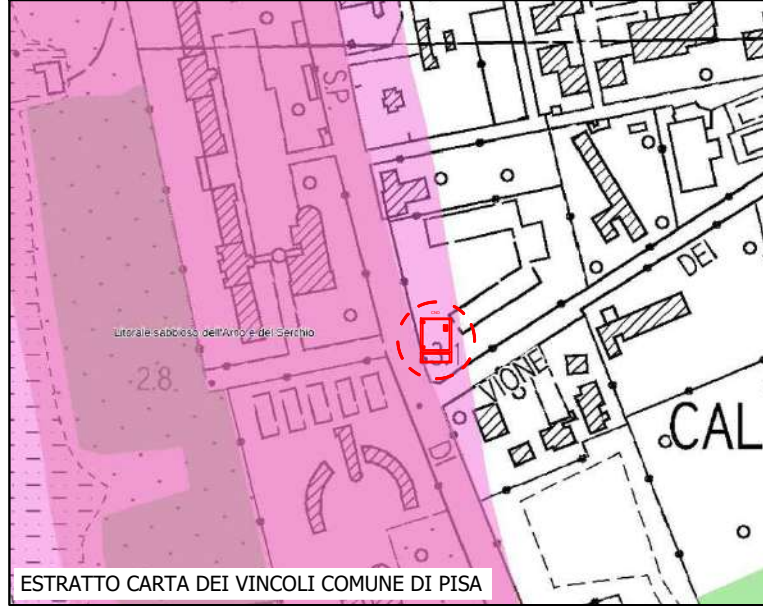 S.P.
DEI
Litorale sabbioso dell'Arno e del Serchio
2.8.
VIONE
CAL
DI
ESTRATTO CARTA DEI VINCOLI COMUNE DI PISA